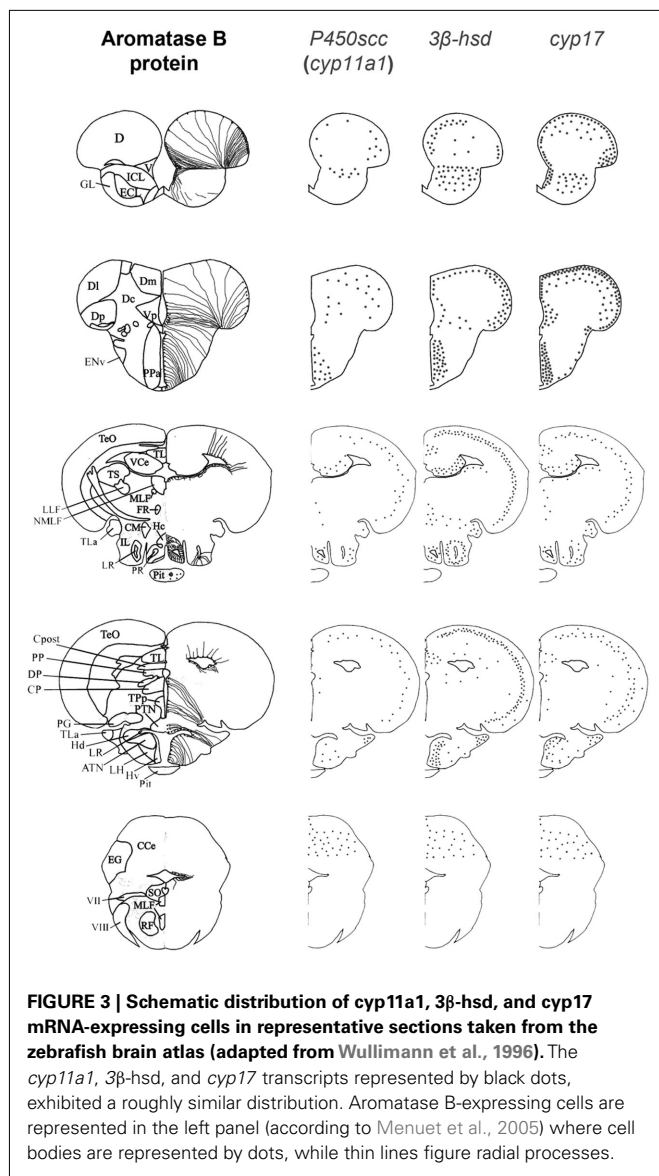 Aromatase B
protein
P450scc
(cyp11a1)
3β-hsd
cyp17
D
V
ICL
GL
ECL
Dl
Dm
Dc
Dp
Vp
ENv
PPa
TeO
TL
VCe
TS
MLF
LLF
NMLF
FR
CM
Hc
TLa
IL
LR
PR
Pit
Cpost
TeO
PP
TL
DP
CP
TPp
PTN
PG
TLa
Hd
LR
ATN
LH
Hv
Pit
CCe
EG
SO
VII
MLF
VIII
RF
FIGURE 3 | Schematic distribution of cyp11a1, 3β-hsd, and cyp17
mRNA-expressing cells in representative sections taken from the
zebrafish brain atlas (adapted from Wullimann et al., 1996). The
cyp11a1, 3β-hsd, and cyp17 transcripts represented by black dots,
exhibited a roughly similar distribution. Aromatase B-expressing cells are
represented in the left panel (according to Menuet et al., 2005) where cell
bodies are represented by dots, while thin lines figure radial processes.